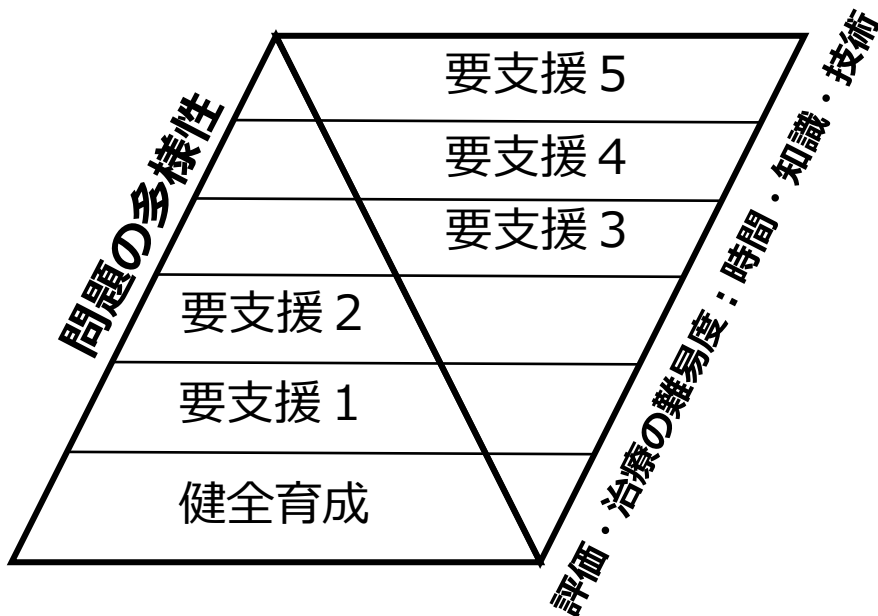 要支援５
要支援４
要支援３
要支援２
要支援１
健全育成
問題の多様性
評価・治療の難易度：時間・知識・技術